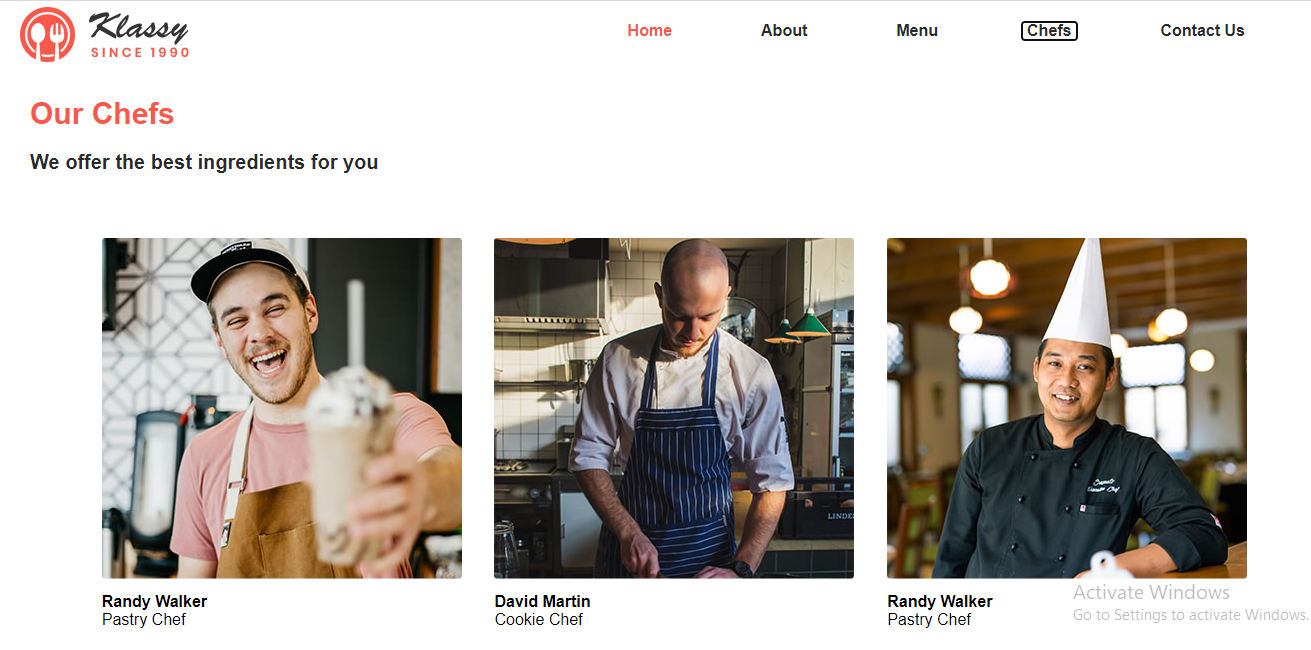 Klassy
SINCE 1990
Home
About
Menu
Chefs
Contact Us
Our Chefs
We offer the best ingredients for you
LINDE
Randy Walker
Pastry Chef
David Martin
Cookie Chef
Randy Walker
Pastry Chef
Activate Windows
Go to Settings to activate Windows.